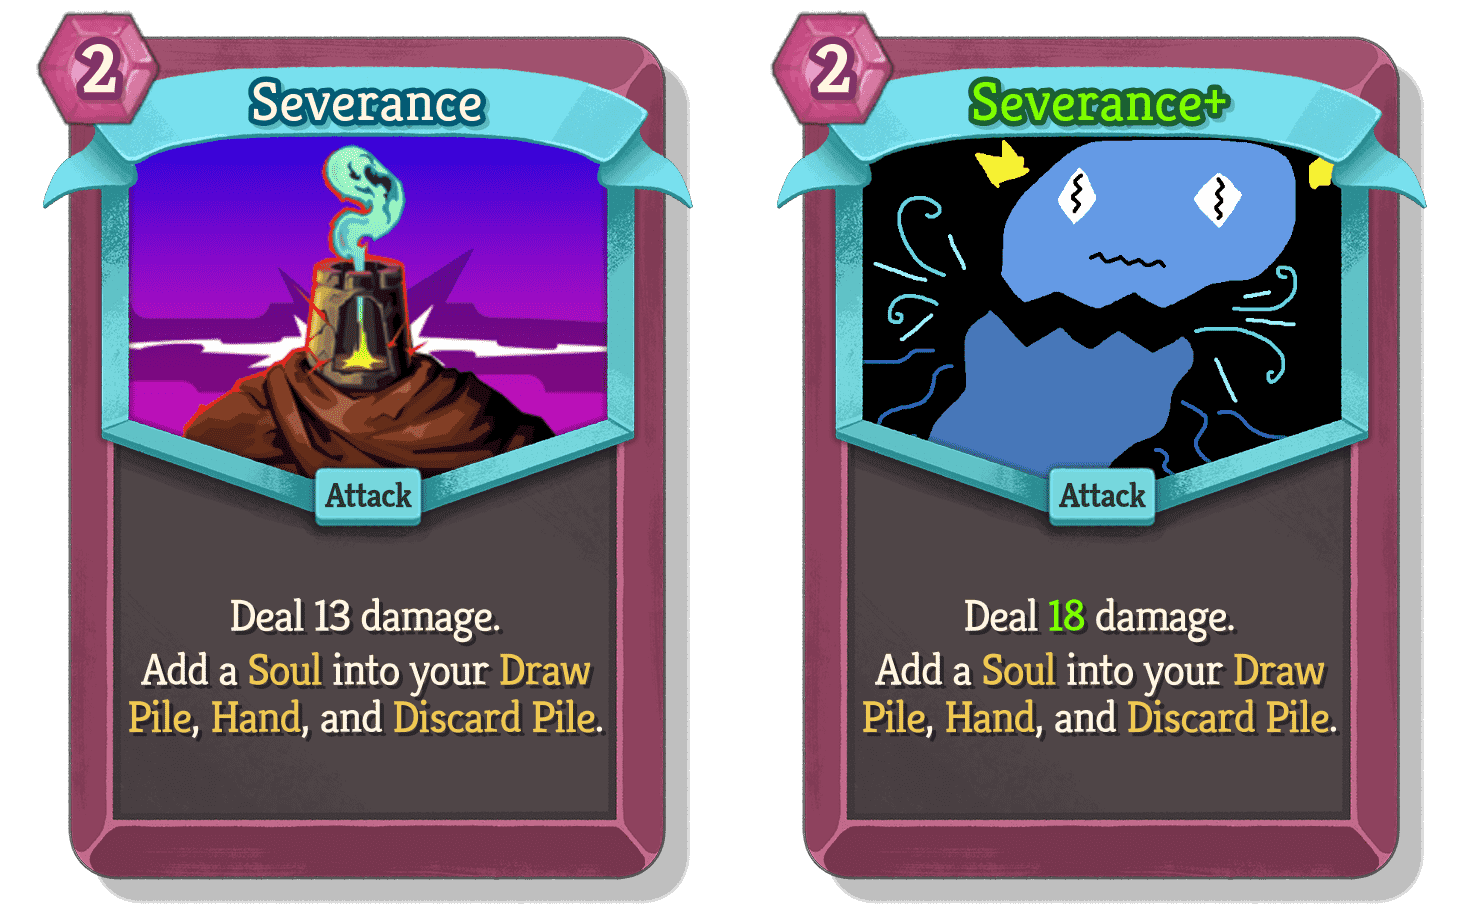 2
Severance
Attack
Deal 13 damage.
Add a Soul into your Draw
Pile, Hand, and Discard Pile.
2
Severance+
Attack
Deal 18 damage.
Add a Soul into your Draw
Pile, Hand, and Discard Pile.